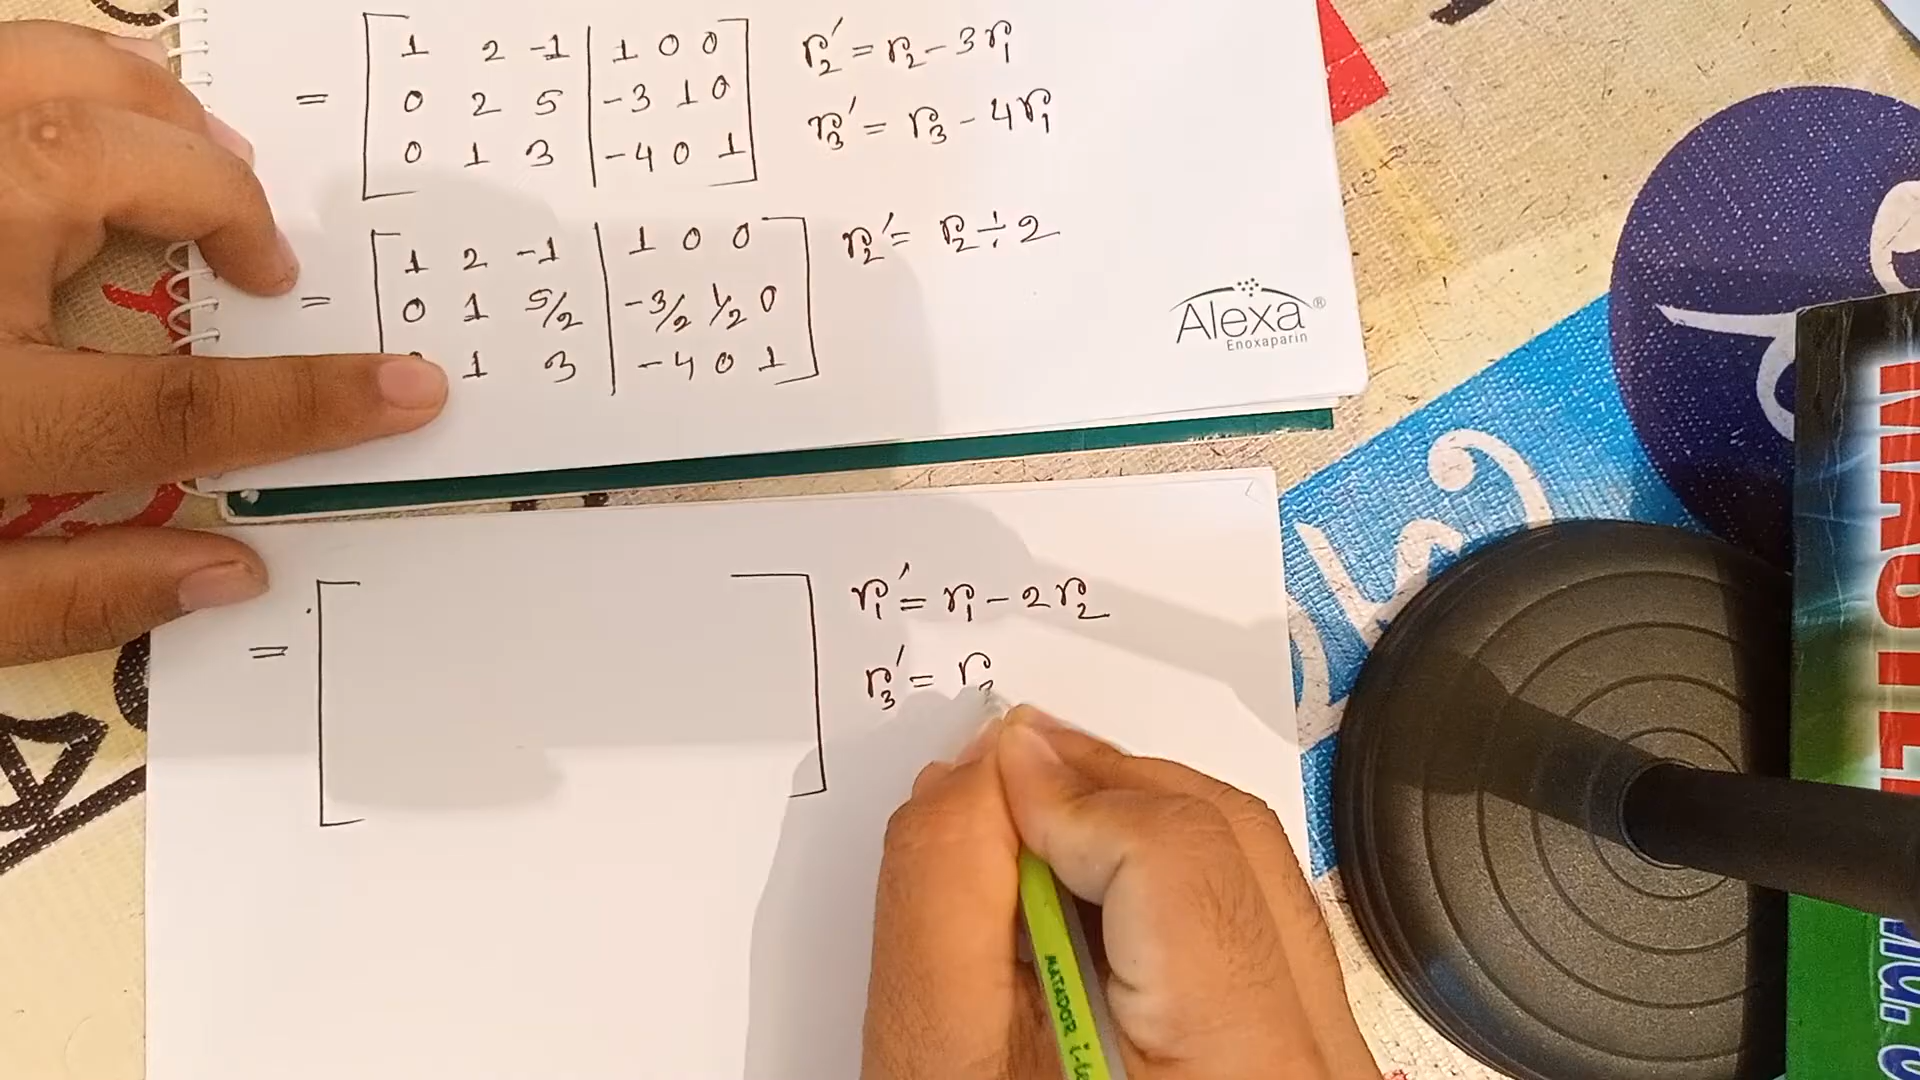 1 2 -1 | 1 0 0 r₂′ = r₂ - 3r₁
= 0 2 5 | -3 1 0
0 1 3 | -4 0 1 r₃′ = r₃ - 4r₁
1 2 -1 | 1 0 0 r₂′ = r₂ ÷ 2
= 0 1 5/2 | -3/2 1/2 0
1 3 | -4 0 1
Alexa®
Enoxaparin
= r₁′ = r₁ - 2r₂
r₃′ = r₃
MATADOR